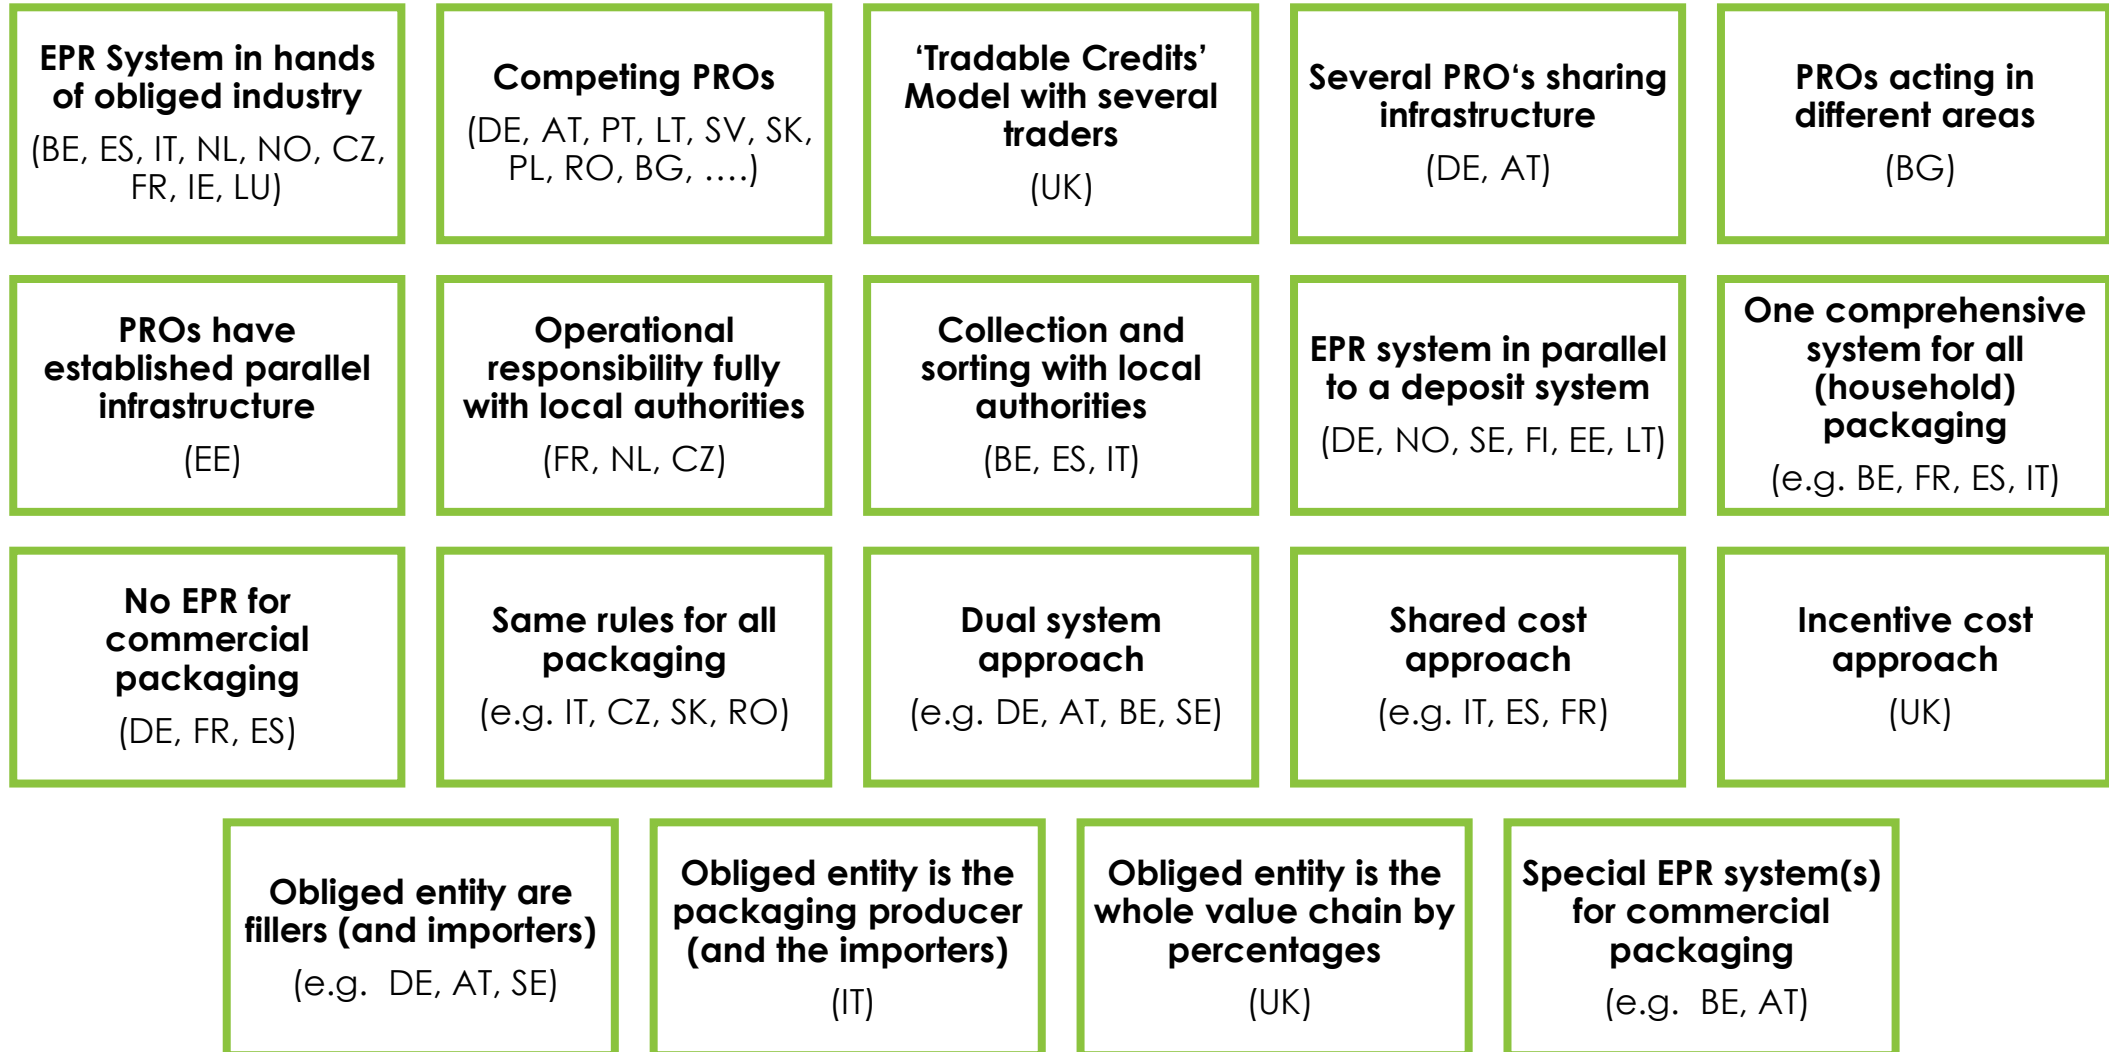 EPR System in hands
of obliged industry
(BE, ES, IT, NL, NO, CZ,
FR, IE, LU)
Competing PROs
(DE, AT, PT, LT, SV, SK,
PL, RO, BG, ….)
‘Tradable Credits’
Model with several
traders
(UK)
Several PRO‘s sharing
infrastructure
(DE, AT)
PROs acting in
different areas
(BG)
PROs have
established parallel
infrastructure
(EE)
Operational
responsibility fully
with local authorities
(FR, NL, CZ)
Collection and
sorting with local
authorities
(BE, ES, IT)
EPR system in parallel
to a deposit system
(DE, NO, SE, FI, EE, LT)
One comprehensive
system for all
(household)
packaging
(e.g. BE, FR, ES, IT)
No EPR for
commercial
packaging
(DE, FR, ES)
Same rules for all
packaging
(e.g. IT, CZ, SK, RO)
Dual system
approach
(e.g. DE, AT, BE, SE)
Shared cost
approach
(e.g. IT, ES, FR)
Incentive cost
approach
(UK)
Obliged entity are
fillers (and importers)
(e.g. DE, AT, SE)
Obliged entity is the
packaging producer
(and the importers)
(IT)
Obliged entity is the
whole value chain by
percentages
(UK)
Special EPR system(s)
for commercial
packaging
(e.g. BE, AT)